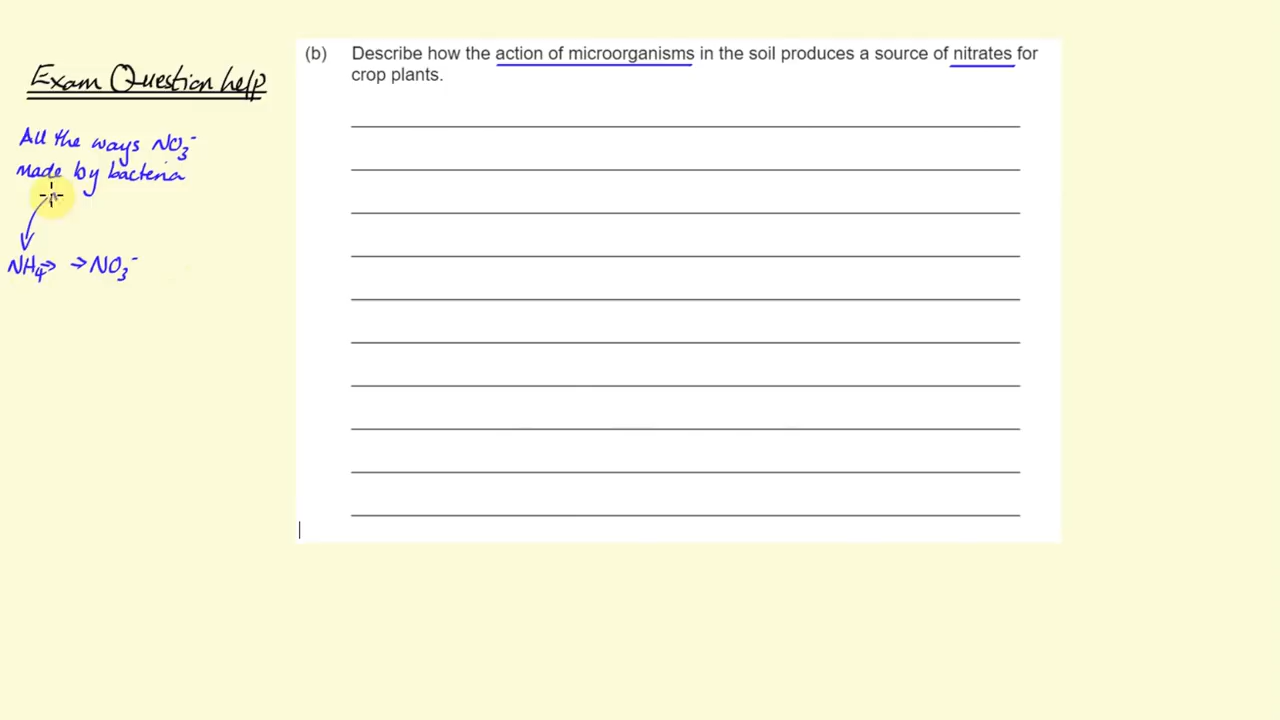 Exam Question help
All the ways NO₃⁻
made by bacteria
NH₄ → → NO₃⁻
(b) Describe how the action of microorganisms in the soil produces a source of nitrates for
crop plants.